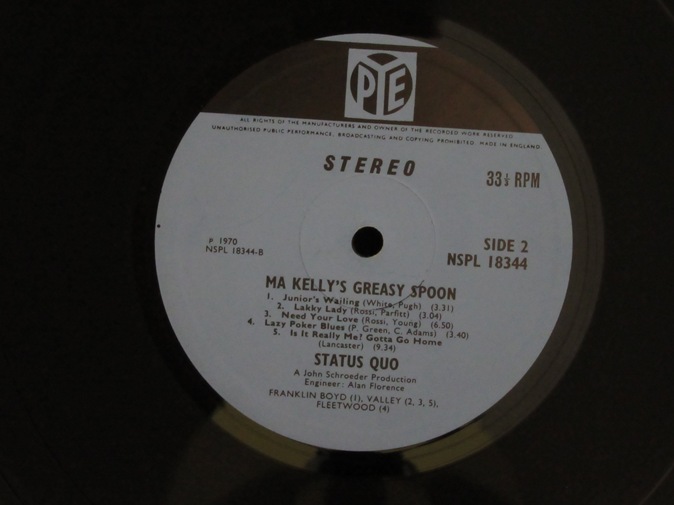 PYE
ALL RIGHTS OF THE MANUFACTURERS AND OWNER OF THE RECORDED WORK RESERVED
UNAUTHORISED PUBLIC PERFORMANCE, BROADCASTING AND COPYING PROHIBITED. MADE IN ENGLAND
STEREO
33⅓ RPM
P 1970
NSPL 18344-B
SIDE 2
NSPL 18344
MA KELLY'S GREASY SPOON
1. Junior's Wailing (White, Pugh) (3.31)
2. Lakky Lady (Rossi, Parfitt) (3.04)
3. Need Your Love (Rossi, Young) (6.50)
4. Lazy Poker Blues (P. Green, C. Adams) (3.40)
5. Is It Really Me? Gotta Go Home
(Lancaster) (9.34)
STATUS QUO
A John Schroeder Production
Engineer: Alan Florence
FRANKLIN BOYD (1), VALLEY (2, 3, 5),
FLEETWOOD (4)